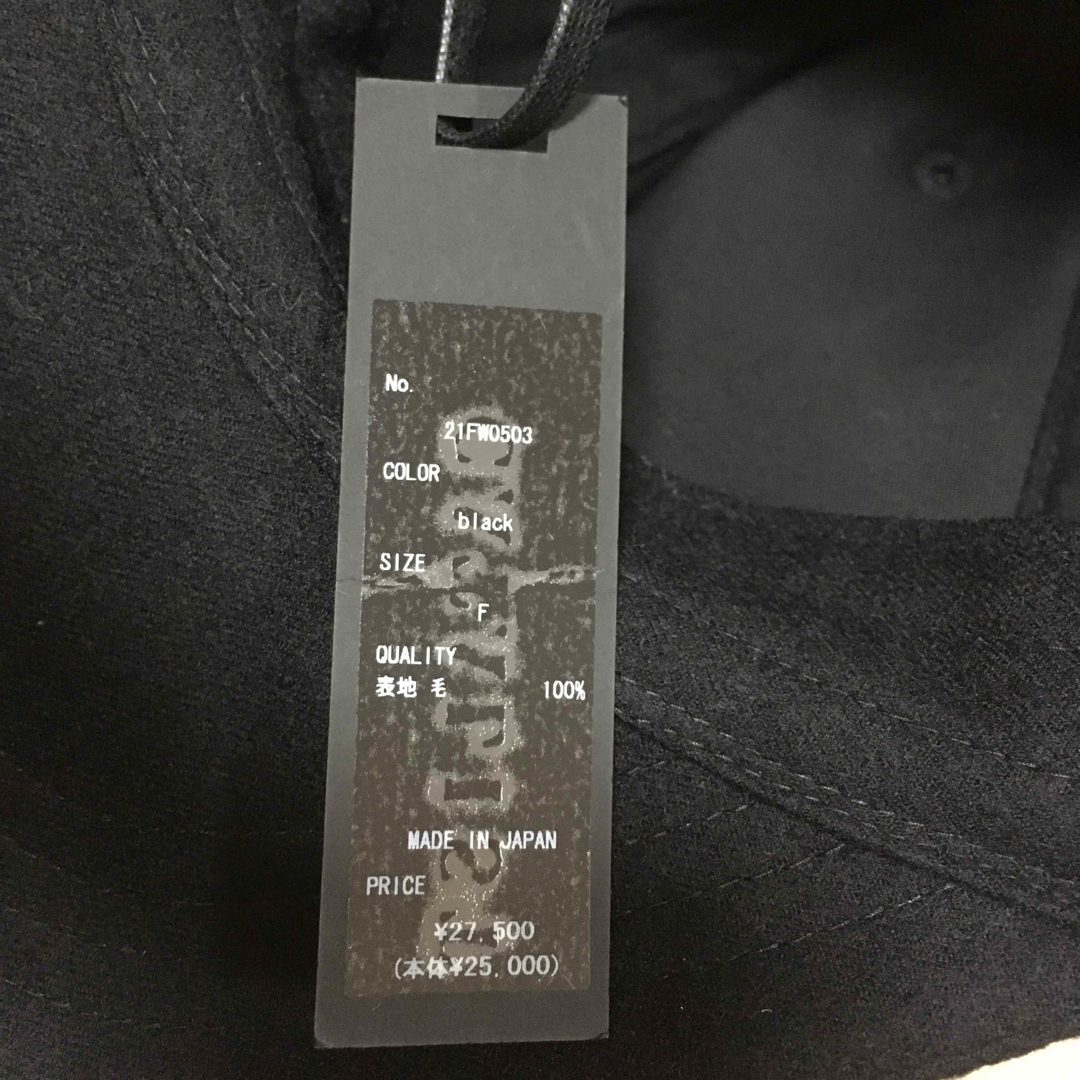 No.
21FW0503
COLOR
black
SIZE
F
QUALITY
表地 毛 100%
MADE IN JAPAN
PRICE
¥27,500
(本体¥25,000)